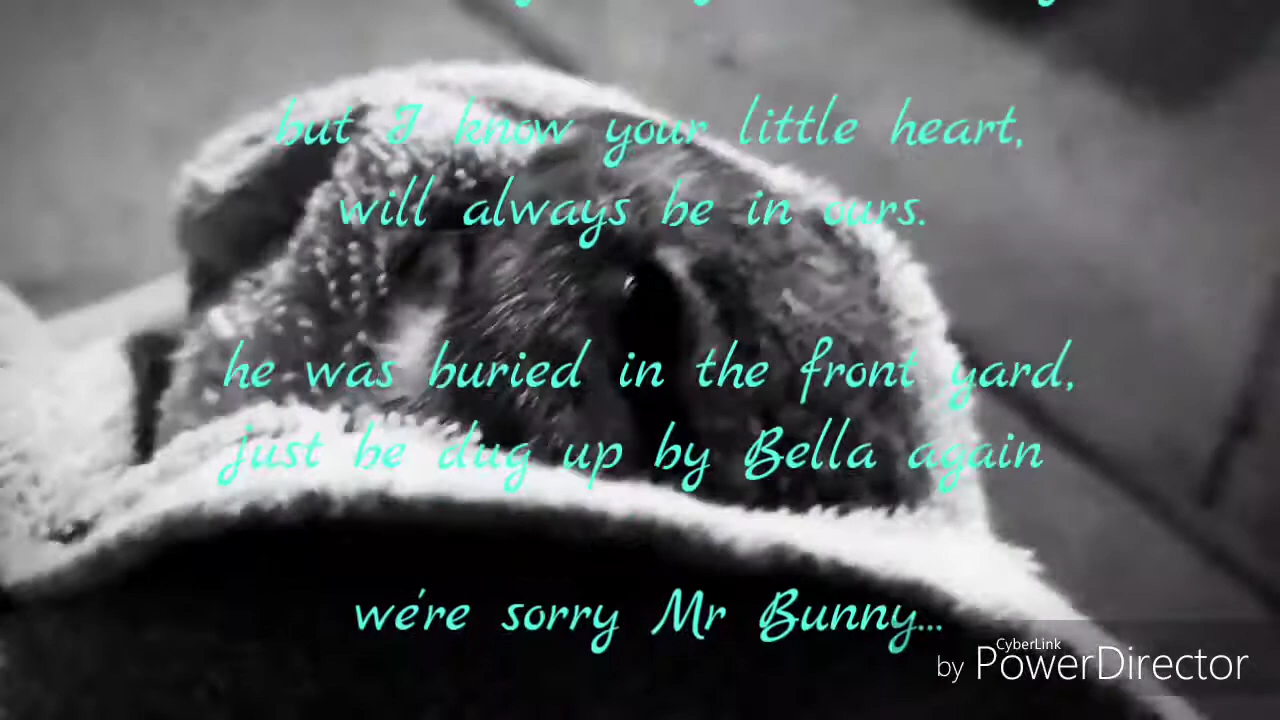 but I know your little heart,
will always be in ours.
he was buried in the front yard,
just be dug up by Bella again
we're sorry Mr Bunny...
CyberLink
by PowerDirector